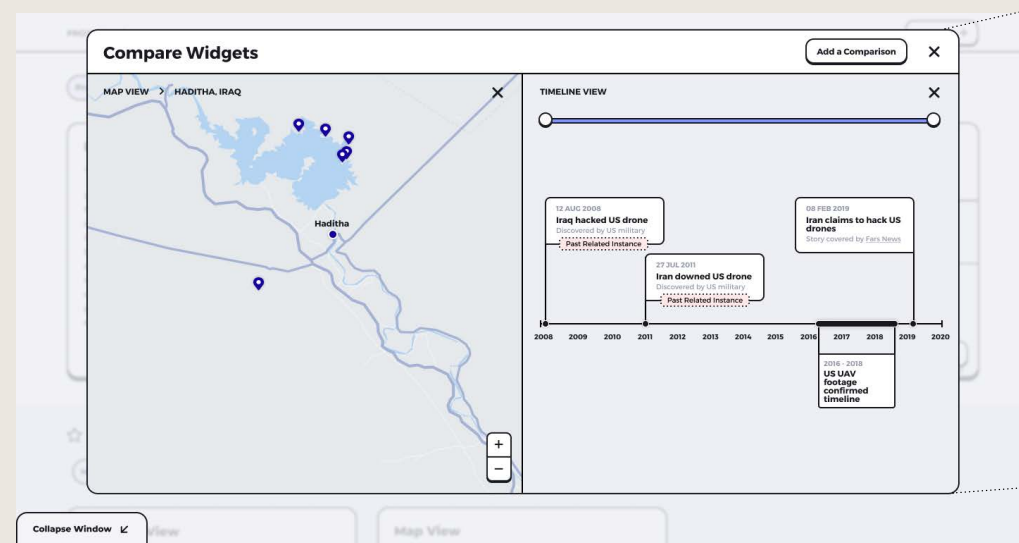 Compare Widgets
Add a Comparison
MAP VIEW > HADITHA, IRAQ
Haditha
+
−
TIMELINE VIEW
12 AUG 2008
Iraq hacked US drone
Discovered by US military
Past Related Instance
27 JUL 2011
Iran downed US drone
Discovered by US military
Past Related Instance
08 FEB 2019
Iran claims to hack US
drones
Story covered by Fars News
2008 2009 2010 2011 2012 2013 2014 2015 2016 2017 2018 2019 2020
2016 - 2018
US UAV
footage
confirmed
timeline
Collapse Window
View
Map View